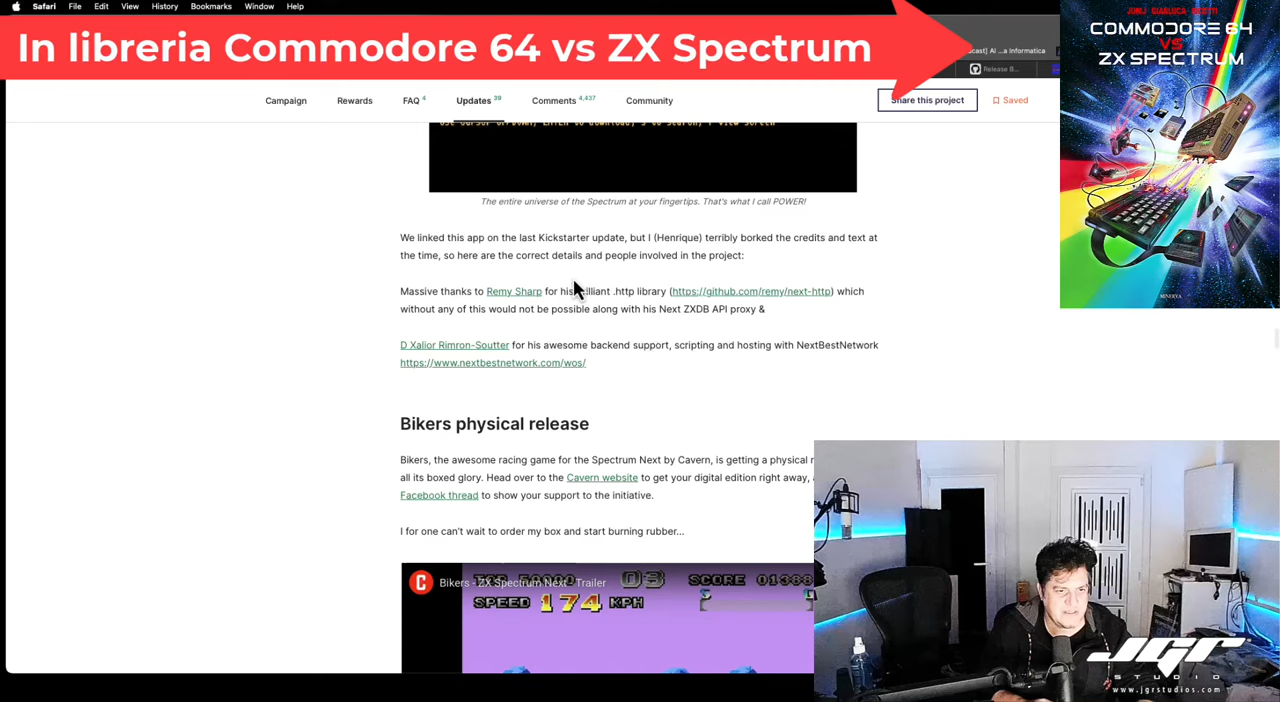 Safari File Edit View History Bookmarks Window Help
In libreria Commodore 64 vs ZX Spectrum
COMMODORE 64
VS
ZX SPECTRUM
MINERVA
cast] Al ...a Informatica
Release B...
Campaign Rewards FAQ 4 Updates 39 Comments 4,437 Community
Share this project Saved
The entire universe of the Spectrum at your fingertips. That's what I call POWER!
We linked this app on the last Kickstarter update, but I (Henrique) terribly borked the credits and text at
the time, so here are the correct details and people involved in the project:
Massive thanks to Remy Sharp for his brilliant .http library (https://github.com/remy/next-http) which
without any of this would not be possible along with his Next ZXDB API proxy &
D Xalior Rimron-Soutter for his awesome backend support, scripting and hosting with NextBestNetwork
https://www.nextbestnetwork.com/wos/
Bikers physical release
Bikers, the awesome racing game for the Spectrum Next by Cavern, is getting a physical
all its boxed glory. Head over to the Cavern website to get your digital edition right away,
Facebook thread to show your support to the initiative.
I for one can't wait to order my box and start burning rubber...
Bikers - ZX Spectrum Next - Trailer
03 SCORE
SPEED 174 KPH
JGR
STUDIO
www.jgrstudios.com